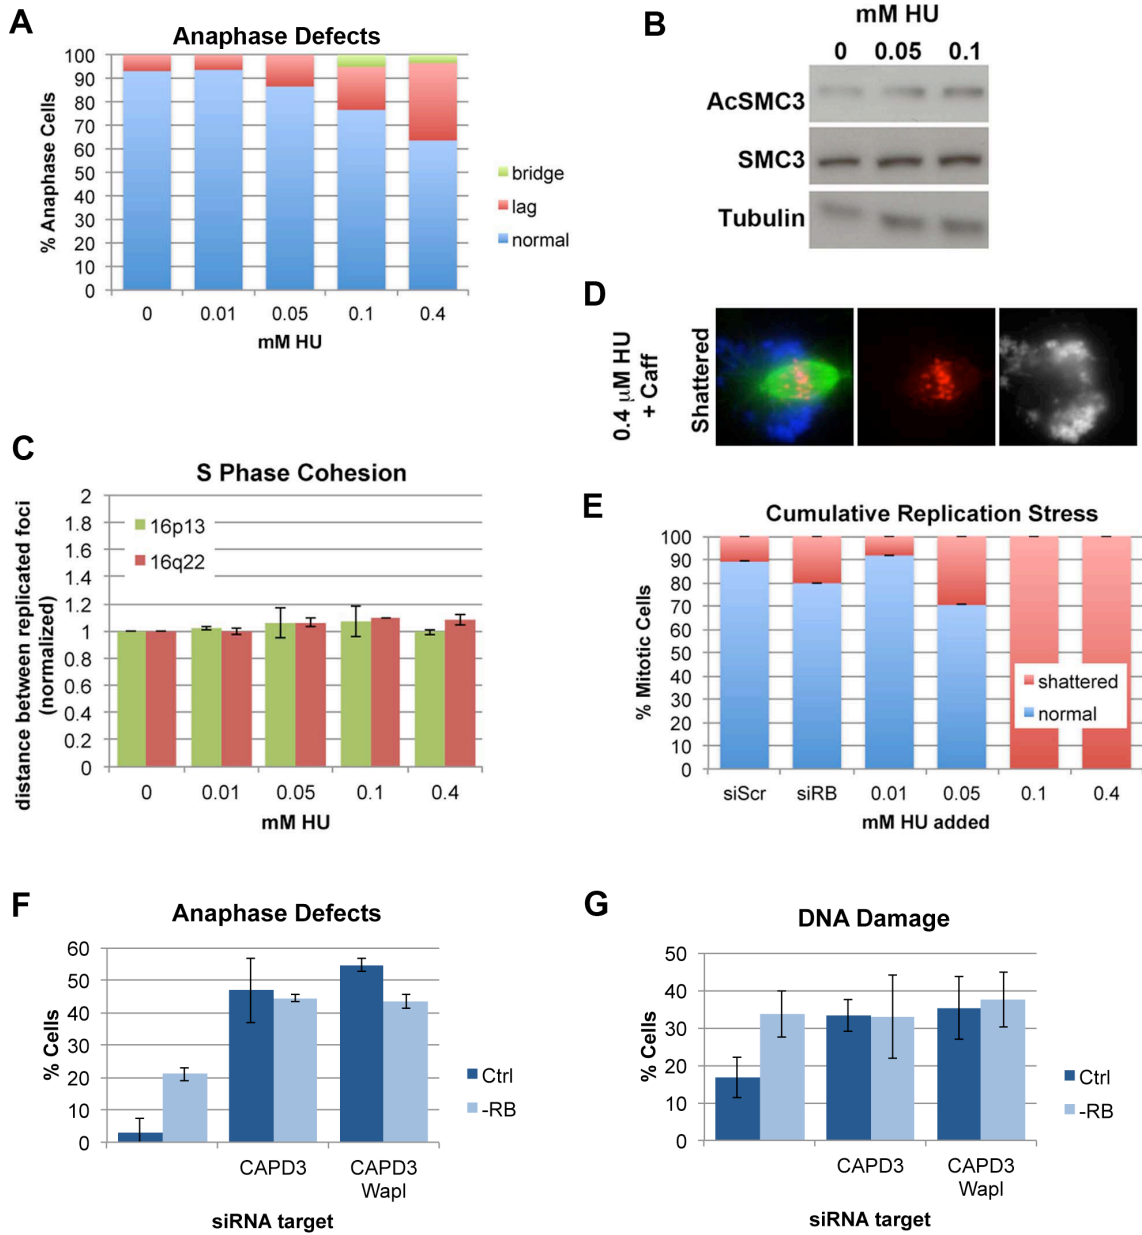 A
Anaphase Defects
100
90
80
70
60
50
40
30
20
10
0
% Anaphase Cells
0 0.01 0.05 0.1 0.4
mM HU
bridge
lag
normal
B
mM HU
0 0.05 0.1
AcSMC3
SMC3
Tubulin
C
S Phase Cohesion
distance between replicated foci
(normalized)
2
1.8
1.6
1.4
1.2
1
0.8
0.6
0.4
0.2
0
16p13
16q22
0 0.01 0.05 0.1 0.4
mM HU
D
0.4 μM HU
+ Caff
Shattered
E
Cumulative Replication Stress
% Mitotic Cells
100
90
80
70
60
50
40
30
20
10
0
shattered
normal
siScr siRB 0.01 0.05 0.1 0.4
mM HU added
F
Anaphase Defects
% Cells
60
50
40
30
20
10
0
Ctrl
-RB
CAPD3 CAPD3
Wapl
siRNA target
G
DNA Damage
% Cells
50
40
30
20
10
0
Ctrl
-RB
CAPD3 CAPD3
Wapl
siRNA target